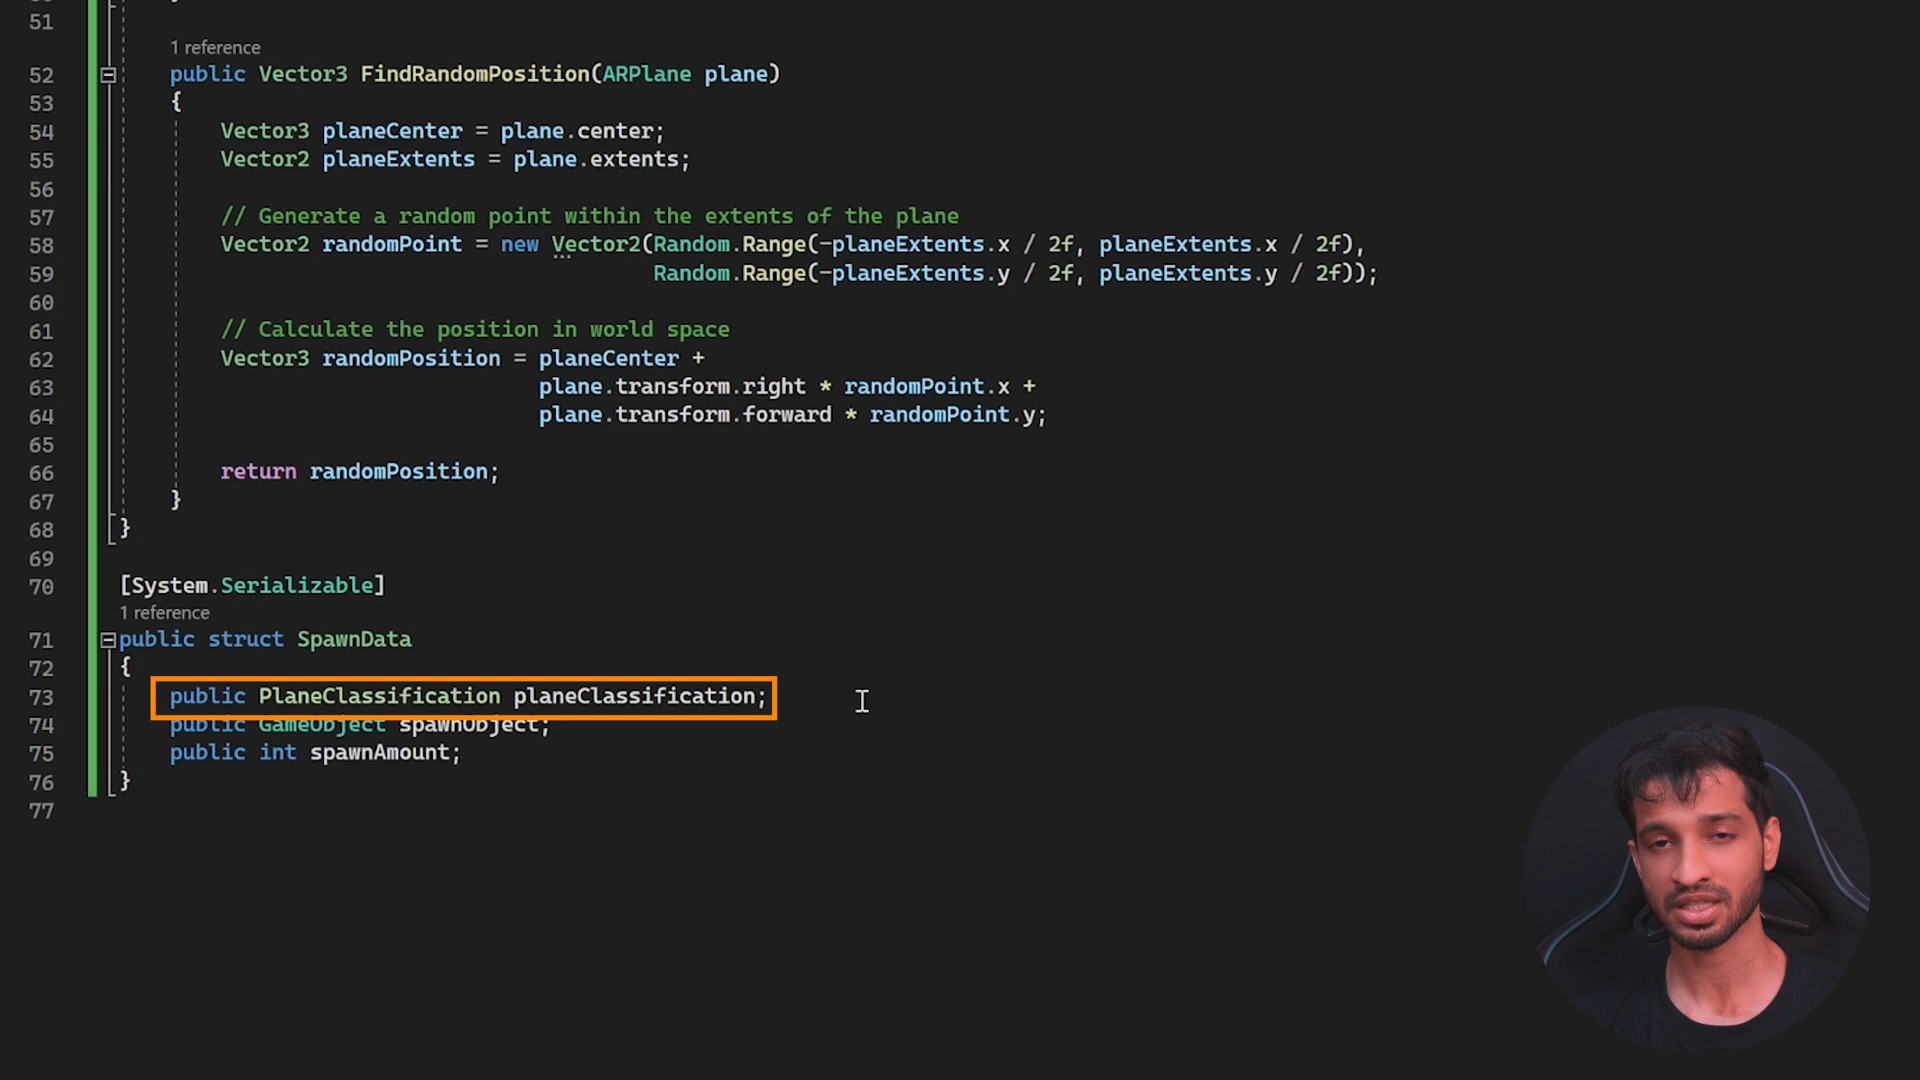 51
1 reference
52 public Vector3 FindRandomPosition(ARPlane plane)
53 {
54 Vector3 planeCenter = plane.center;
55 Vector2 planeExtents = plane.extents;
56
57 // Generate a random point within the extents of the plane
58 Vector2 randomPoint = new Vector2(Random.Range(-planeExtents.x / 2f, planeExtents.x / 2f),
59 Random.Range(-planeExtents.y / 2f, planeExtents.y / 2f));
60
61 // Calculate the position in world space
62 Vector3 randomPosition = planeCenter +
63 plane.transform.right * randomPoint.x +
64 plane.transform.forward * randomPoint.y;
65
66 return randomPosition;
67 }
68 }
69
70 [System.Serializable]
1 reference
71 public struct SpawnData
72 {
73 public PlaneClassification planeClassification;
74 public GameObject spawnObject;
75 public int spawnAmount;
76 }
77